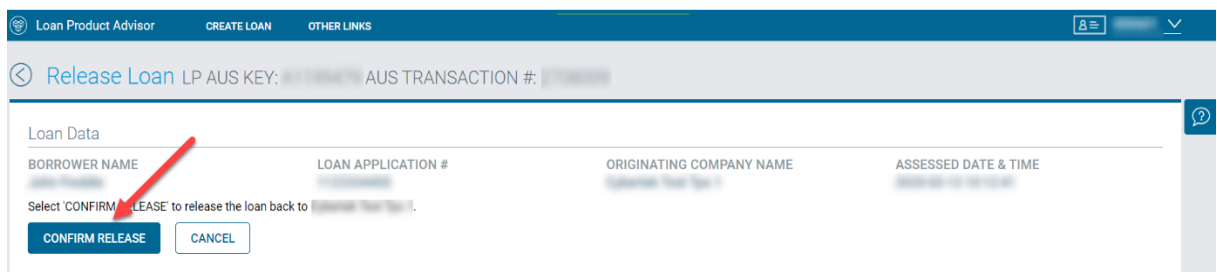 Loan Product Advisor CREATE LOAN OTHER LINKS
Release Loan LP AUS KEY: AUS TRANSACTION #:
Loan Data
BORROWER NAME LOAN APPLICATION # ORIGINATING COMPANY NAME ASSESSED DATE & TIME
Select 'CONFIRM RELEASE' to release the loan back to .
CONFIRM RELEASE CANCEL